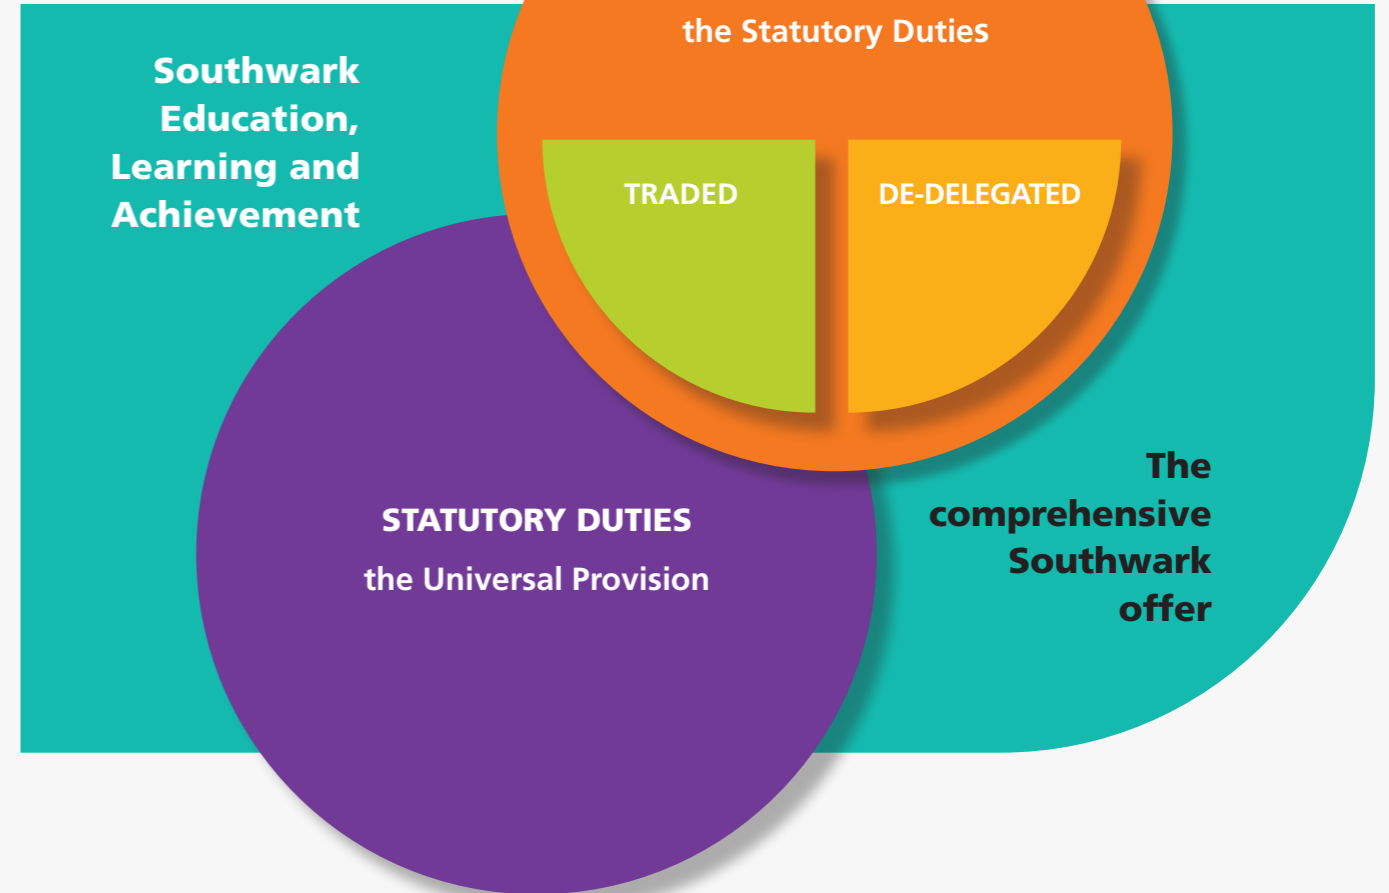 the Statutory Duties
Southwark
Education,
Learning and
Achievement
TRADED
DE-DELEGATED
The
comprehensive
Southwark
offer
STATUTORY DUTIES
the Universal Provision